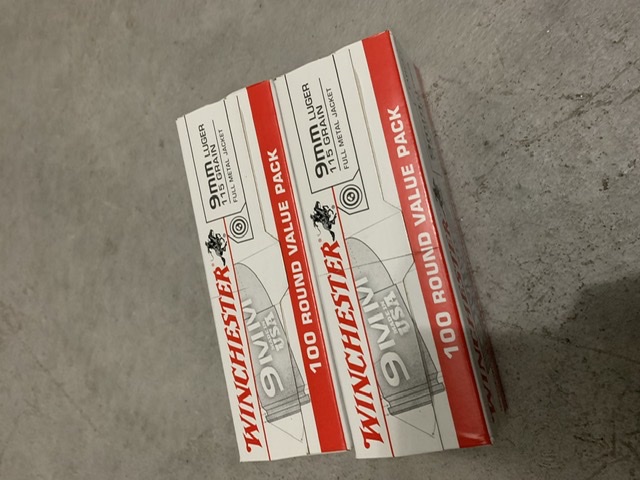 WINCHESTER
9mm LUGER
115 GRAIN
FULL METAL JACKET
9MM
USA
100 ROUND VALUE PACK
WINCHESTER
9mm LUGER
115 GRAIN
FULL METAL JACKET
9MM
USA
100 ROUND VALUE PACK